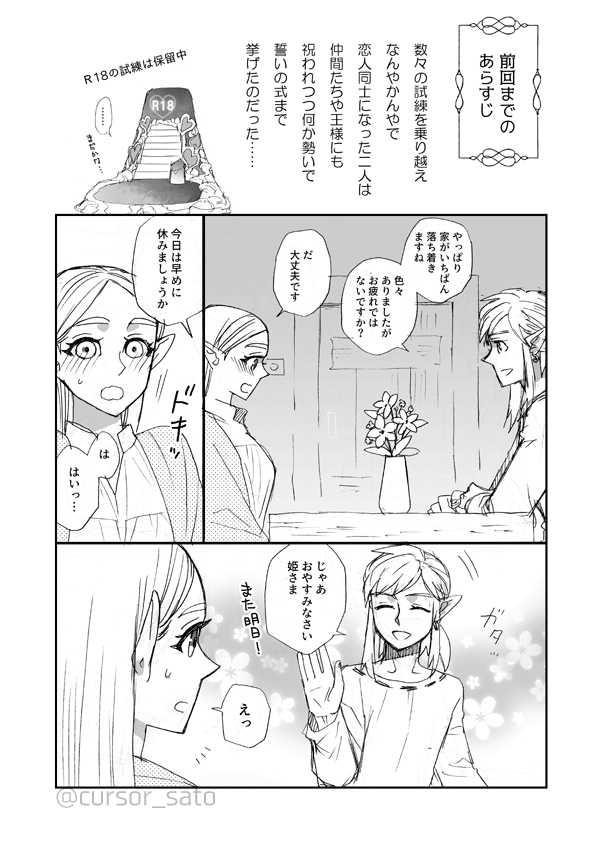 前回までの
あらすじ
数々の試練を乗り越え
なんやかんやで
恋人同士になった二人は
仲間たちや王様にも
祝われつつ何か勢いで
誓いの式まで
挙げたのだった……
R18の試練は保留中
R18
……
まだかな…
やっぱり
家がいちばん
落ち着き
ますね
色々
ありましたが
お疲れでは
ないですか?
だ
大丈夫です
今日は早めに
休みましょうか
ドキッ
は
はいっ…
ガタ…
じゃあ
おやすみなさい
姫さま
また明日!
えっ
@cursor_sato